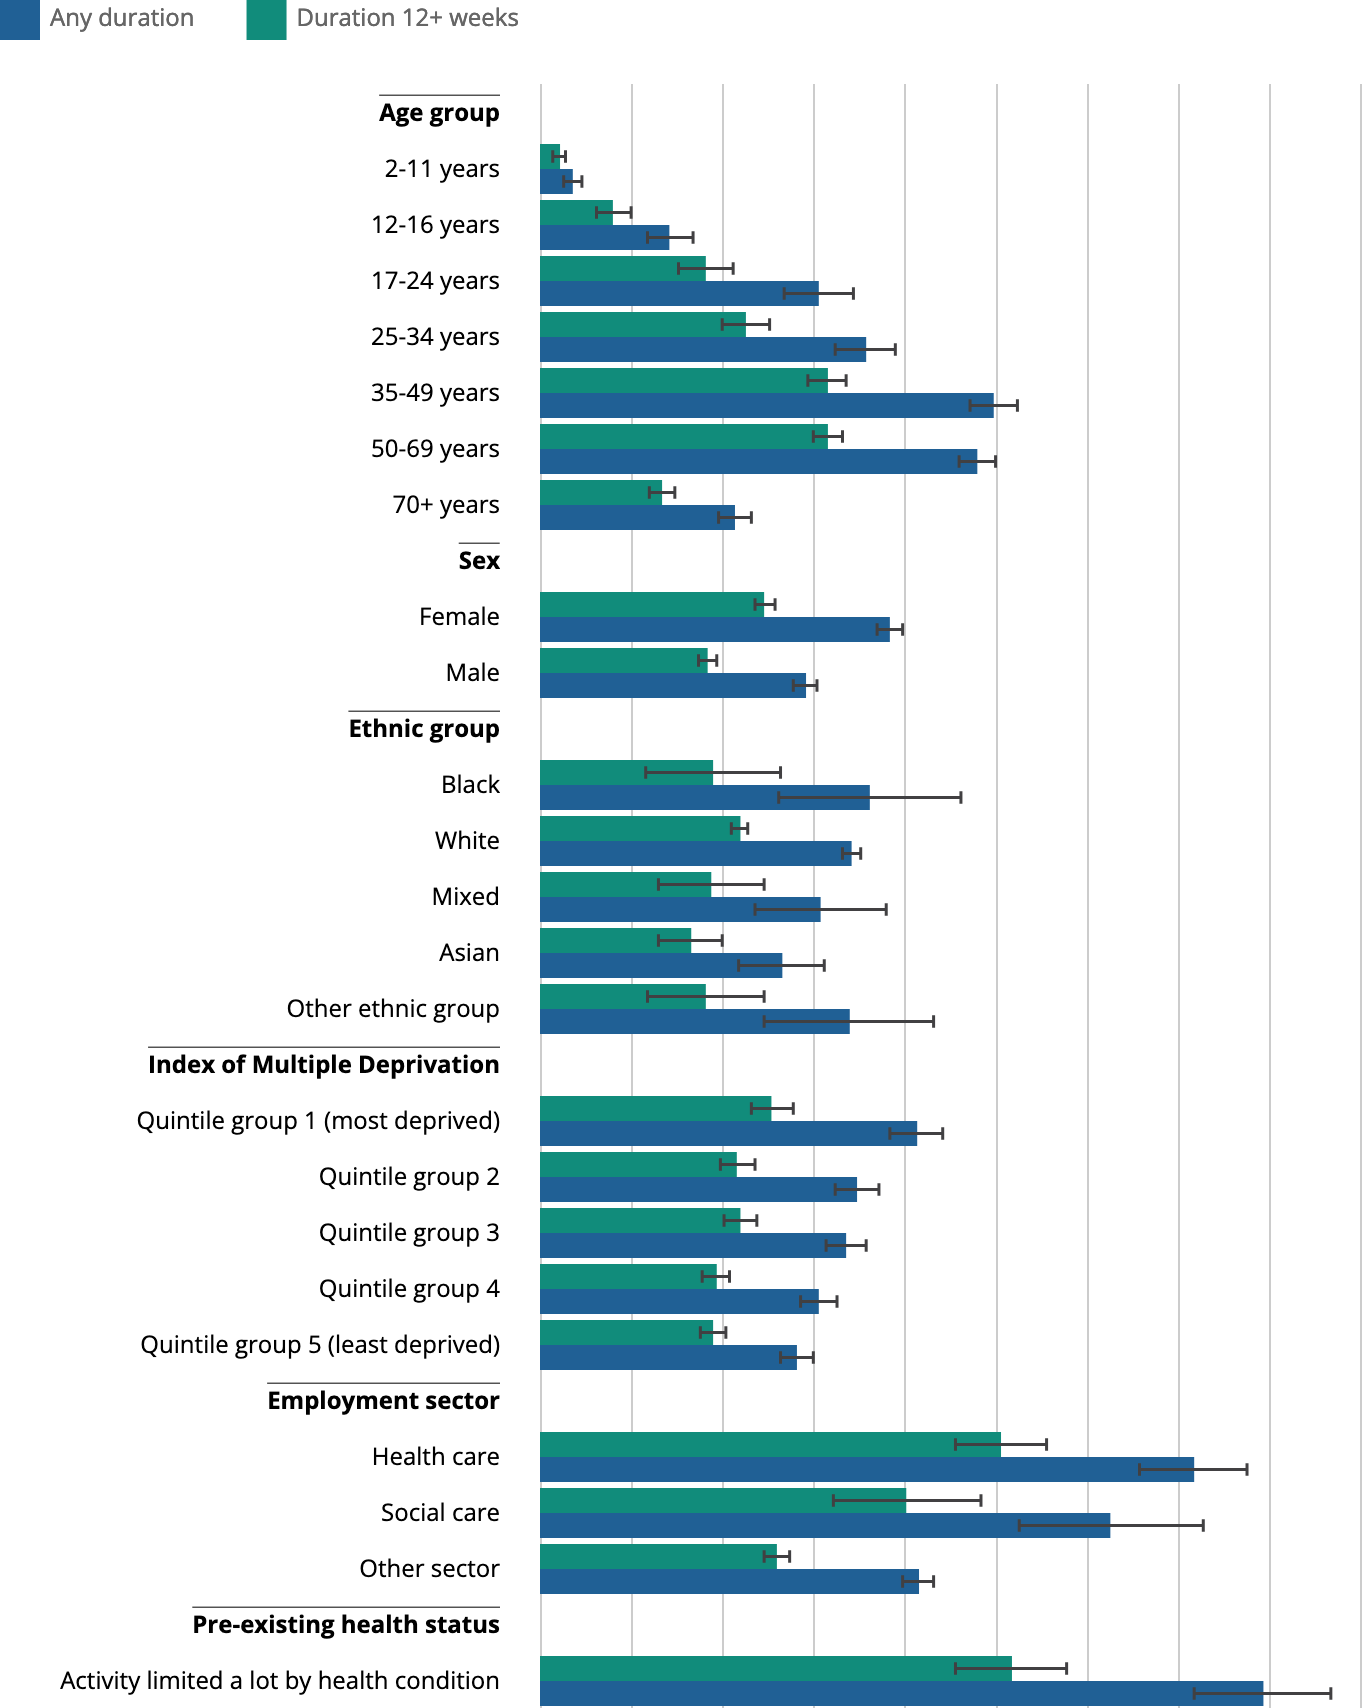 Any duration
Duration 12+ weeks
Age group
2-11 years
12-16 years
17-24 years
25-34 years
35-49 years
50-69 years
70+ years
Sex
Female
Male
Ethnic group
Black
White
Mixed
Asian
Other ethnic group
Index of Multiple Deprivation
Quintile group 1 (most deprived)
Quintile group 2
Quintile group 3
Quintile group 4
Quintile group 5 (least deprived)
Employment sector
Health care
Social care
Other sector
Pre-existing health status
Activity limited a lot by health condition